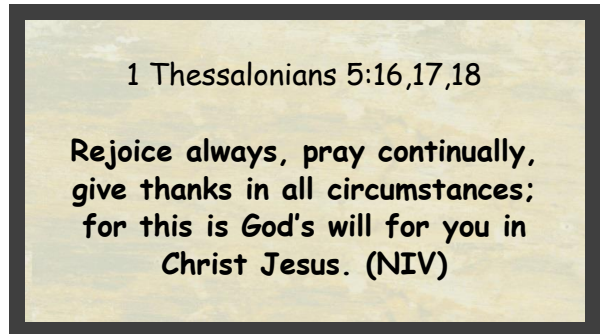 1 Thessalonians 5:16,17,18
Rejoice always, pray continually,
give thanks in all circumstances;
for this is God's will for you in
Christ Jesus. (NIV)